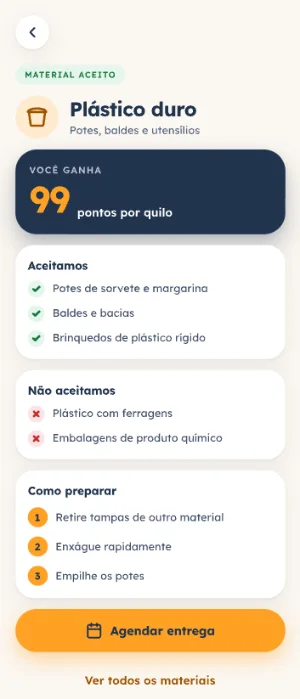 MATERIAL ACEITO
Plástico duro
Potes, baldes e utensílios
VOCÊ GANHA
99 pontos por quilo
Aceitamos
Potes de sorvete e margarina
Baldes e bacias
Brinquedos de plástico rígido
Não aceitamos
Plástico com ferragens
Embalagens de produto químico
Como preparar
1 Retire tampas de outro material
2 Enxágue rapidamente
3 Empilhe os potes
Agendar entrega
Ver todos os materiais